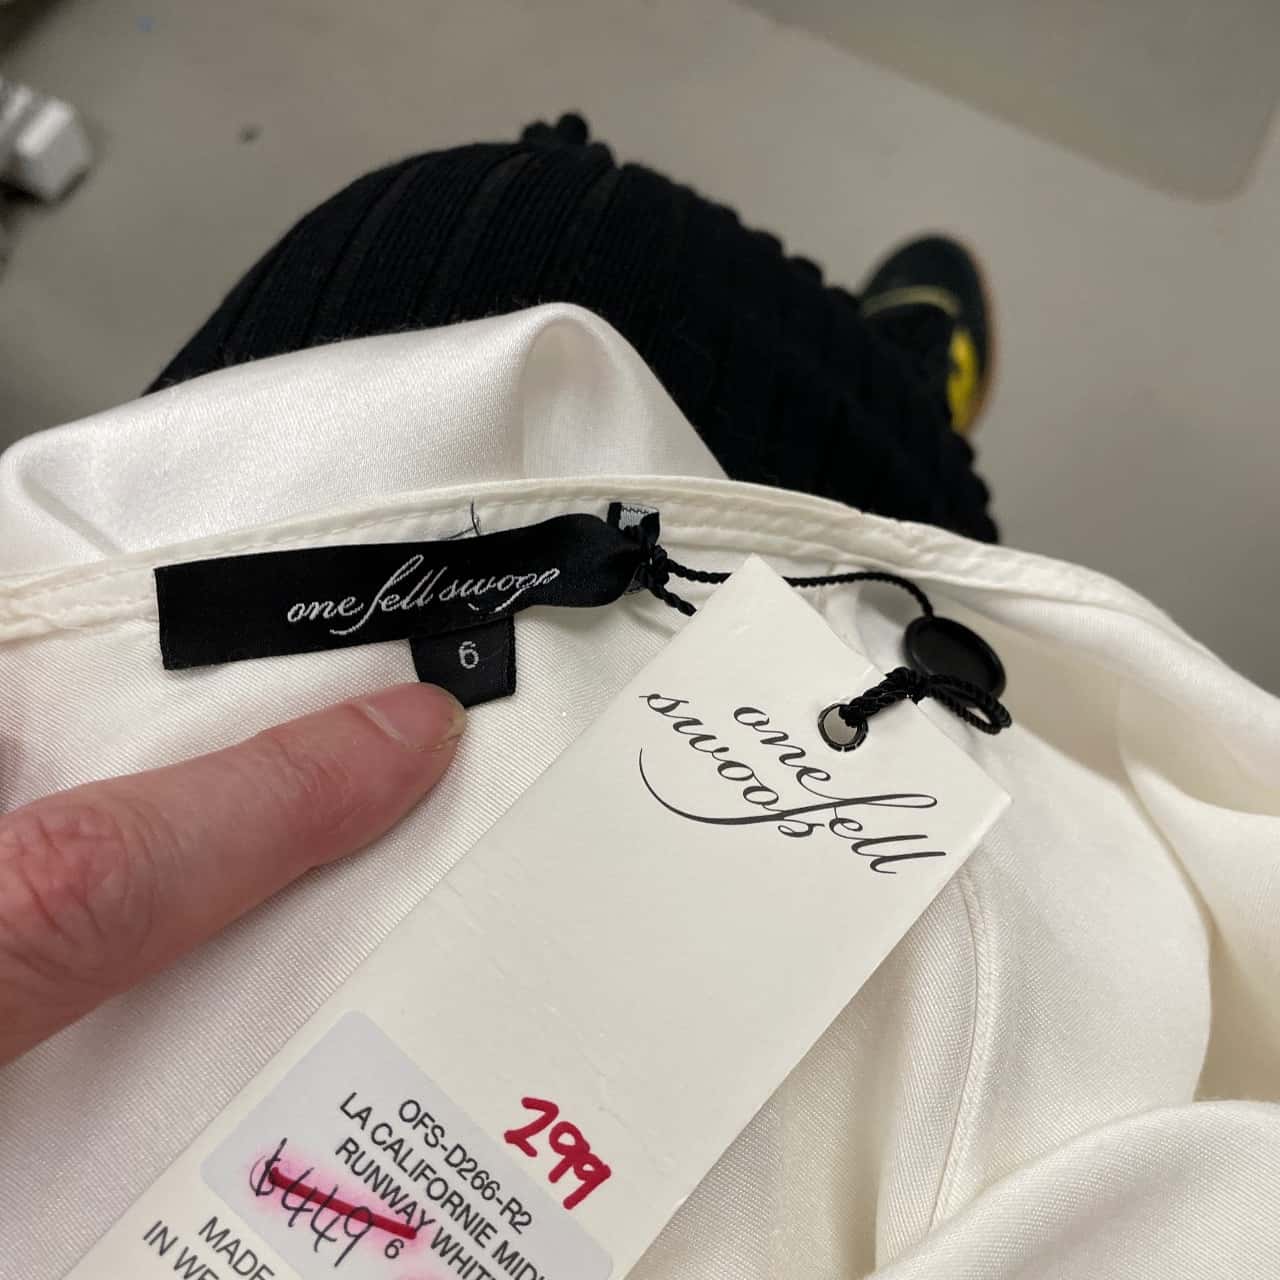 one fell swoop
6
one fell
swoop
299
OFS-D266-R2
LA CALIFORNIE MIDI
RUNWAY WHITE
$449
6
MADE
IN WE